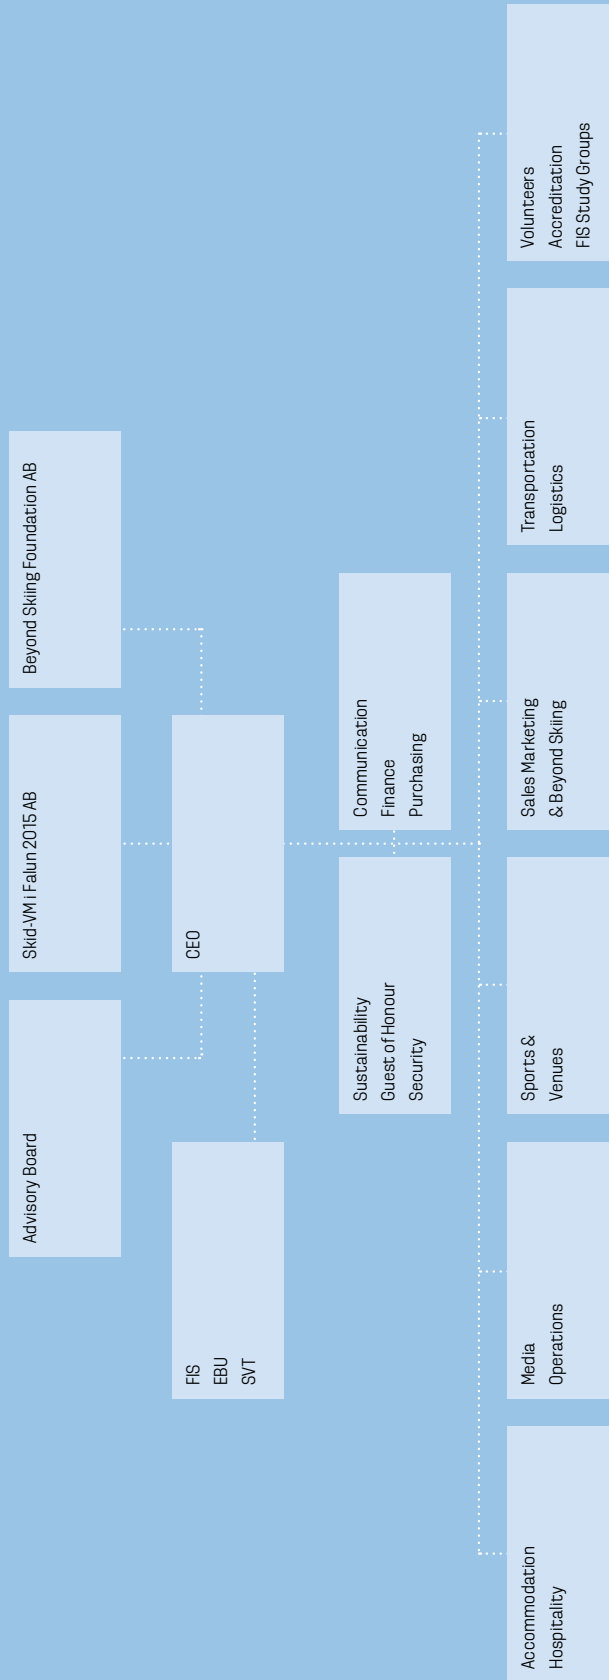 Advisory Board
Skid-VM i Falun 2015 AB
Beyond Skiing Foundation AB
FIS
EBU
SVT
CEO
Sustainability
Guest of Honour
Security
Communication
Finance
Purchasing
Accommodation
Hospitality
Media
Operations
Sports &
Venues
Sales Marketing
& Beyond Skiing
Transportation
Logistics
Volunteers
Accreditation
FIS Study Groups